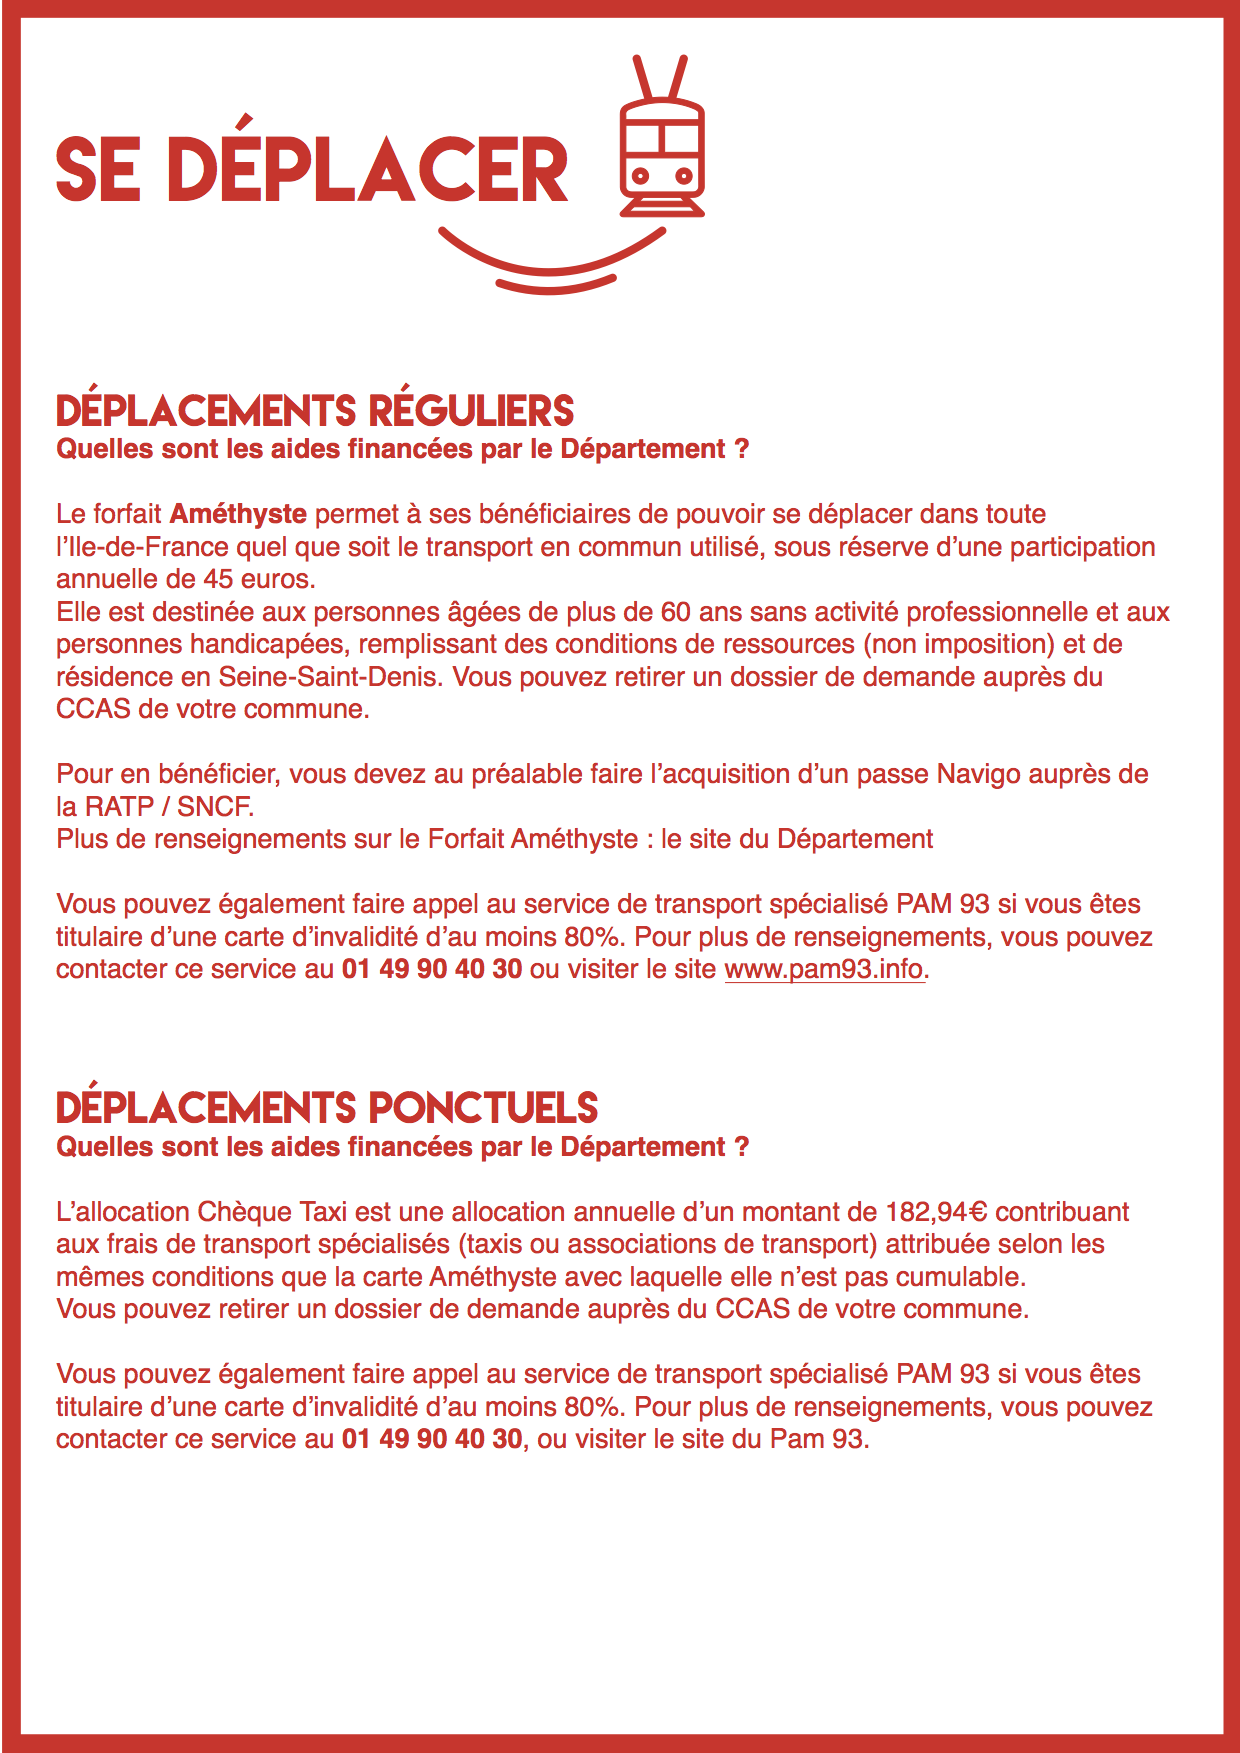 SE DÉPLACER
DÉPLACEMENTS RÉGULIERS
Quelles sont les aides financées par le Département ?
Le forfait Améthyste permet à ses bénéficiaires de pouvoir se déplacer dans toute
l’Ile-de-France quel que soit le transport en commun utilisé, sous réserve d’une participation
annuelle de 45 euros.
Elle est destinée aux personnes âgées de plus de 60 ans sans activité professionnelle et aux
personnes handicapées, remplissant des conditions de ressources (non imposition) et de
résidence en Seine-Saint-Denis. Vous pouvez retirer un dossier de demande auprès du
CCAS de votre commune.
Pour en bénéficier, vous devez au préalable faire l’acquisition d’un passe Navigo auprès de
la RATP / SNCF.
Plus de renseignements sur le Forfait Améthyste : le site du Département
Vous pouvez également faire appel au service de transport spécialisé PAM 93 si vous êtes
titulaire d’une carte d’invalidité d’au moins 80%. Pour plus de renseignements, vous pouvez
contacter ce service au 01 49 90 40 30 ou visiter le site www.pam93.info.
DÉPLACEMENTS PONCTUELS
Quelles sont les aides financées par le Département ?
L’allocation Chèque Taxi est une allocation annuelle d’un montant de 182,94€ contribuant
aux frais de transport spécialisés (taxis ou associations de transport) attribuée selon les
mêmes conditions que la carte Améthyste avec laquelle elle n’est pas cumulable.
Vous pouvez retirer un dossier de demande auprès du CCAS de votre commune.
Vous pouvez également faire appel au service de transport spécialisé PAM 93 si vous êtes
titulaire d’une carte d’invalidité d’au moins 80%. Pour plus de renseignements, vous pouvez
contacter ce service au 01 49 90 40 30, ou visiter le site du Pam 93.